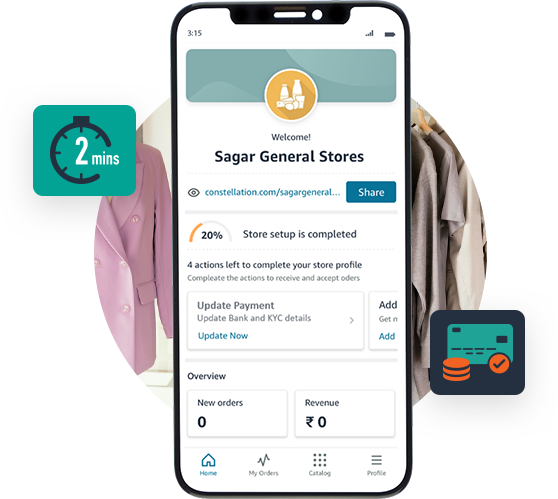 3:15
2 mins
Welcome!
Sagar General Stores
constellation.com/sagargeneral... Share
20% Store setup is completed
4 actions left to complete your store profile
Compleate the actions to receive and accept oders
Update Payment
Update Bank and KYC details
Update Now
Add
Get
Add
Overview
New orders
0
Revenue
₹ 0
Home My Orders Catalog Profile